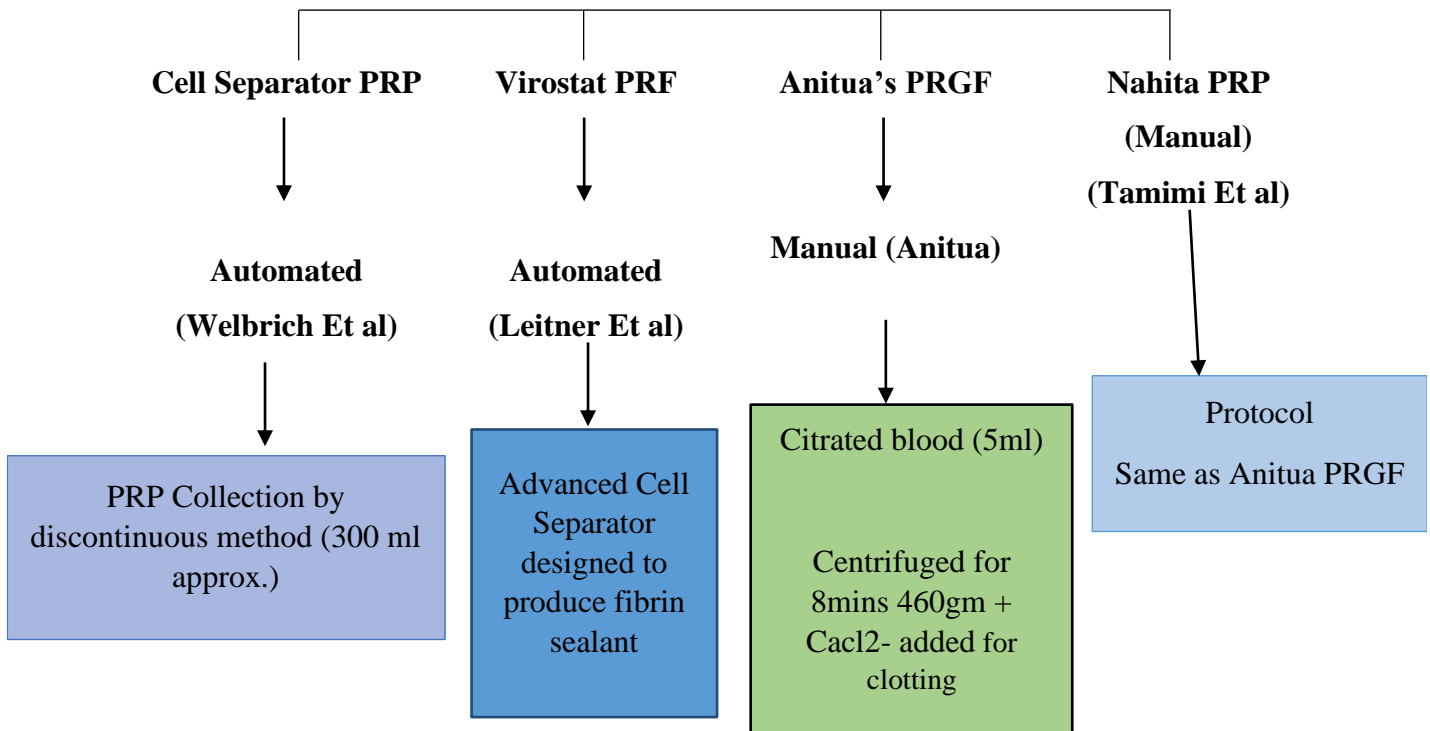 Cell Separator PRP
Automated
(Welbrich Et al)
PRP Collection by
discontinuous method (300 ml
approx.)
Virostat PRF
Automated
(Leitner Et al)
Advanced Cell
Separator
designed to
produce fibrin
sealant
Anitua’s PRGF
Manual (Anitua)
Citrated blood (5ml)
Centrifuged for
8mins 460gm +
Cacl2- added for
clotting
Nahita PRP
(Manual)
(Tamimi Et al)
Protocol
Same as Anitua PRGF